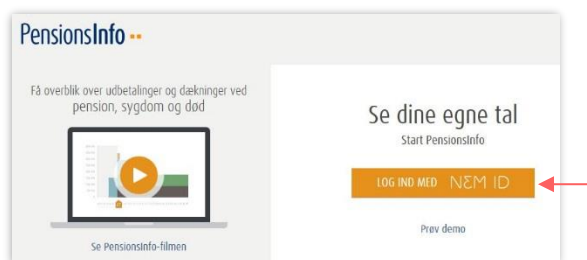 PensionsInfo
Få overblik over udbetalinger og dækninger ved
pension, sygdom og død
Se PensionsInfo-filmen
Se dine egne tal
Start PensionsInfo
LOG IND MED NEM ID
Prøv demo